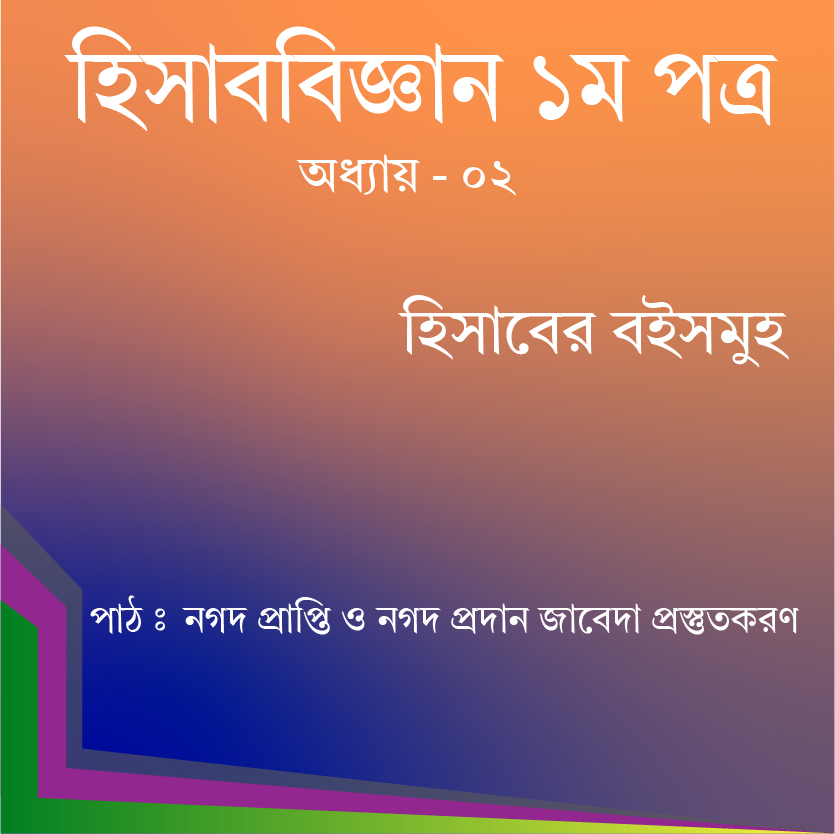 হিসাববিজ্ঞান ১ম পত্র
অধ্যায় - ০২
হিসাবের বইসমুহ
পাঠ ঃ নগদ প্রাপ্তি ও নগদ প্রদান জাবেদা প্রস্তুতকরণ